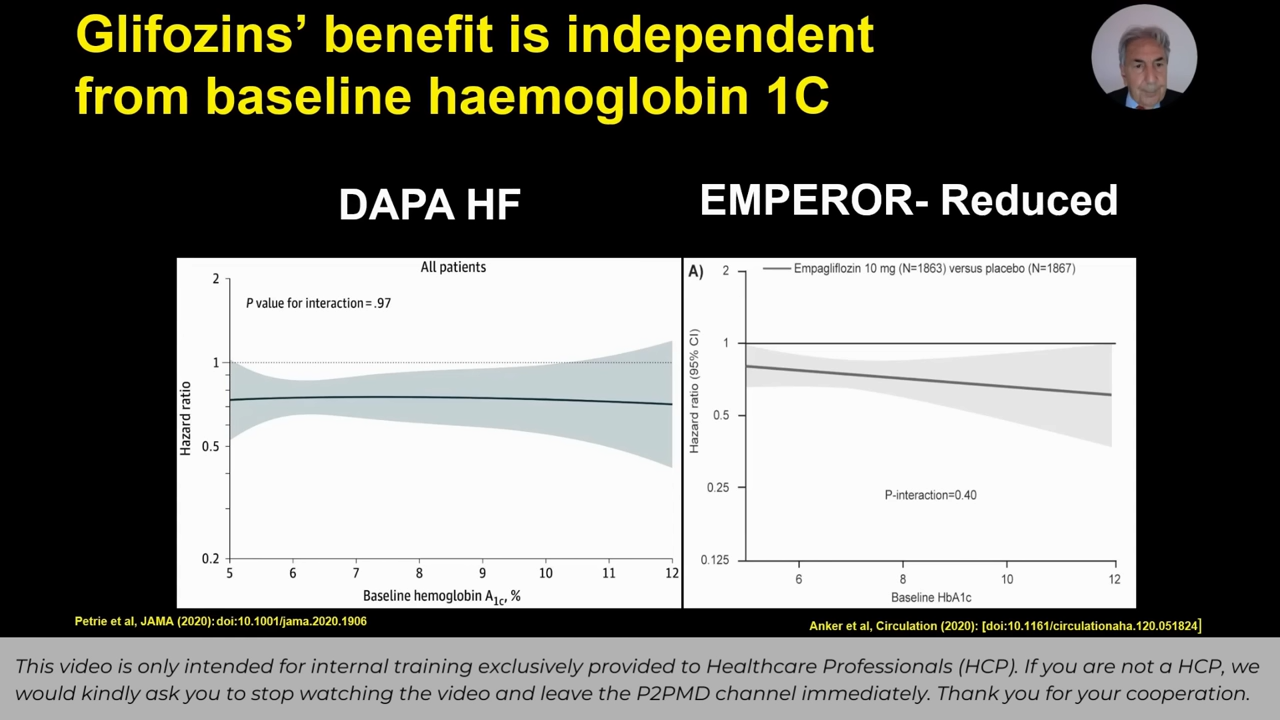 Glifozins’ benefit is independent
from baseline haemoglobin 1C
DAPA HF
EMPEROR- Reduced
All patients
P value for interaction = .97
Hazard ratio
2
1
0.5
0.2
5 6 7 8 9 10 11 12
Baseline hemoglobin A1c, %
A)
Empagliflozin 10 mg (N=1863) versus placebo (N=1867)
Hazard ratio (95% CI)
2
1
0.5
0.25
0.125
P-interaction=0.40
6 8 10 12
Baseline HbA1c
Petrie et al, JAMA (2020): doi:10.1001/jama.2020.1906
Anker et al, Circulation (2020): [doi:10.1161/circulationaha.120.051824]
This video is only intended for internal training exclusively provided to Healthcare Professionals (HCP). If you are not a HCP, we
would kindly ask you to stop watching the video and leave the P2PMD channel immediately. Thank you for your cooperation.